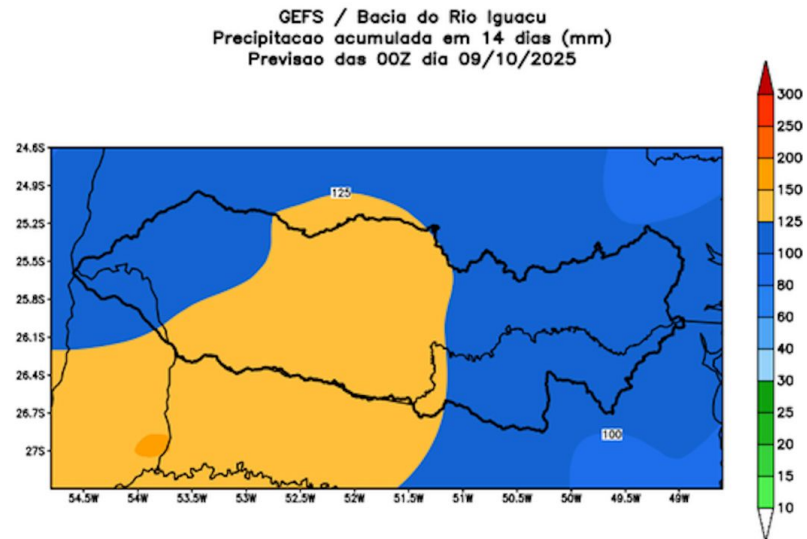 GEFS / Bacia do Rio Iguacu
Precipitacao acumulada em 14 dias (mm)
Previsao das 00Z dia 09/10/2025
24.6S
24.9S
25.2S
25.5S
25.8S
26.1S
26.4S
26.7S
27S
125
100
54.5W 54W 53.5W 53W 52.5W 52W 51.5W 51W 50.5W 50W 49.5W 49W
300
250
200
150
125
100
80
60
40
30
25
20
15
10